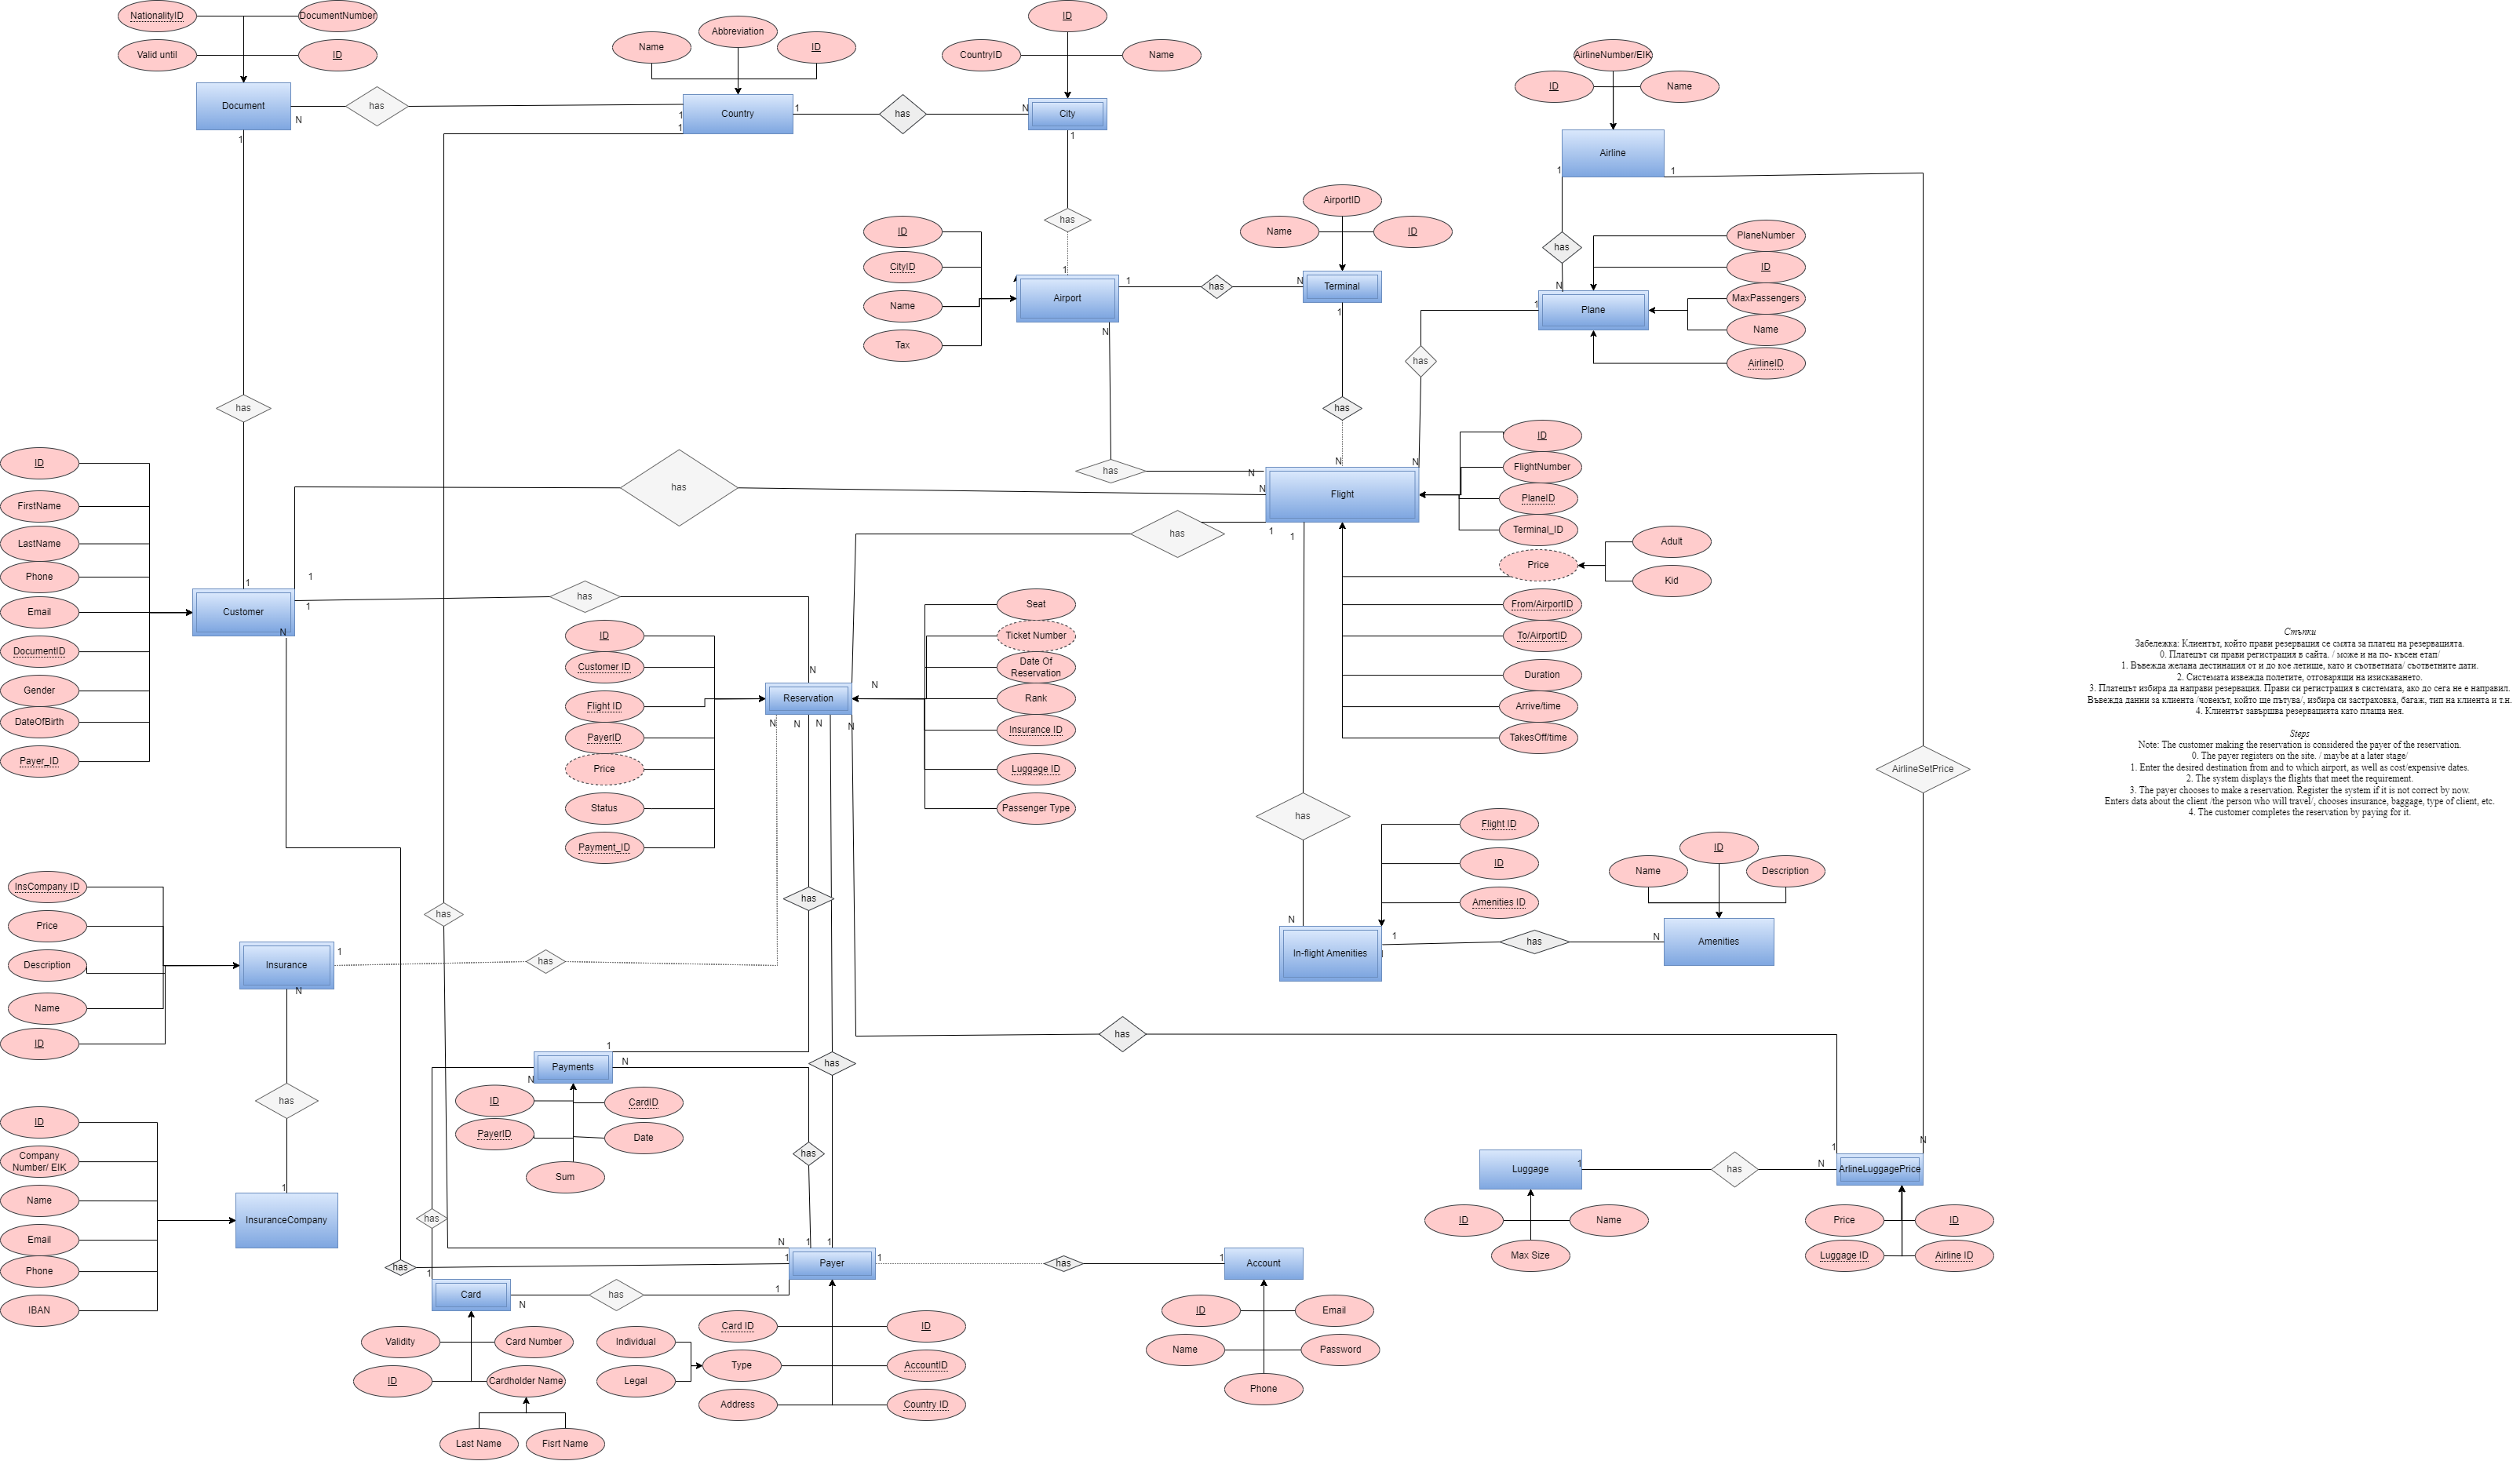 NationalityID
DocumentNumber
Valid until
ID
Document
has
N
1
Name
Abbreviation
ID
Country
1
1
1
has
ID
CountryID
Name
N
City
1
has
1
AirlineNumber/EIK
ID
Name
Airline
1
1
has
N
AirportID
Name
ID
1
has
N
Terminal
1
has
N
ID
CityID
Name
Tax
Airport
N
has
N
PlaneNumber
ID
MaxPassengers
Name
AirlineID
1
Plane
has
N
has
1
ID
FirstName
LastName
Phone
Email
DocumentID
Gender
DateOfBirth
Payer_ID
Customer
N
1
1
has
N
has
N
Flight
1
1
has
N
ID
FlightNumber
PlaneID
Terminal_ID
Price
Adult
Kid
From/AirportID
To/AirportID
Duration
Arrive/time
TakesOff/time
ID
Customer ID
Flight ID
PayerID
Price
Status
Payment_ID
Reservation
N
N
N
N
Seat
Ticket Number
Date Of
Reservation
Rank
Insurance ID
Luggage ID
Passenger Type
Стъпки
Забележка: Клиентът, който прави резервация се смята за платец на резервацията.
0. Платецът си прави регистрация в сайта. / може и на по- късен етап/
1. Въвежда желана дестинация от и до кое летище, като и съответната/ съответните дати.
2. Системата извежда полетите, отговарящи на изискването.
3. Платецът избира да направи резервация. Прави си регистрация в системата, ако до сега не е направил.
Въвежда данни за клиента /човекът, който ще пътува/, избира си застраховка, багаж, тип на клиента и т.н.
4. Клиентът завършва резервацията като плаща нея.
Steps
Note: The customer making the reservation is considered the payer of the reservation.
0. The payer registers on the site. / maybe at a later stage/
1. Enter the desired destination from and to which airport, as well as cost/expensive dates.
2. The system displays the flights that meet the requirement.
3. The payer chooses to make a reservation. Register the system if it is not correct by now.
Enters data about the client /the person who will travel/, chooses insurance, baggage, type of client, etc.
4. The customer completes the reservation by paying for it.
AirlineSetPrice
has
N
Flight ID
ID
Amenities ID
In-flight Amenities
1
has
N
Name
ID
Description
Amenities
InsCompany ID
Price
Description
Name
ID
Insurance
1
has
N
has
1
has
has
has
1
N
Payments
N
ID
CardID
PayerID
Date
Sum
has
has
ID
Company
Number/ EIK
Name
Email
Phone
IBAN
InsuranceCompany
has
has
1
Card
N
has
1
N
1
1
1
Payer
1
has
1
Account
Validity
Card Number
ID
Cardholder Name
Last Name
Fisrt Name
Individual
Legal
Card ID
ID
Type
AccountID
Address
Country ID
ID
Email
Name
Password
Phone
has
Luggage
1
has
N
1
N
ArlineLuggagePrice
ID
Name
Max Size
Price
ID
Luggage ID
Airline ID